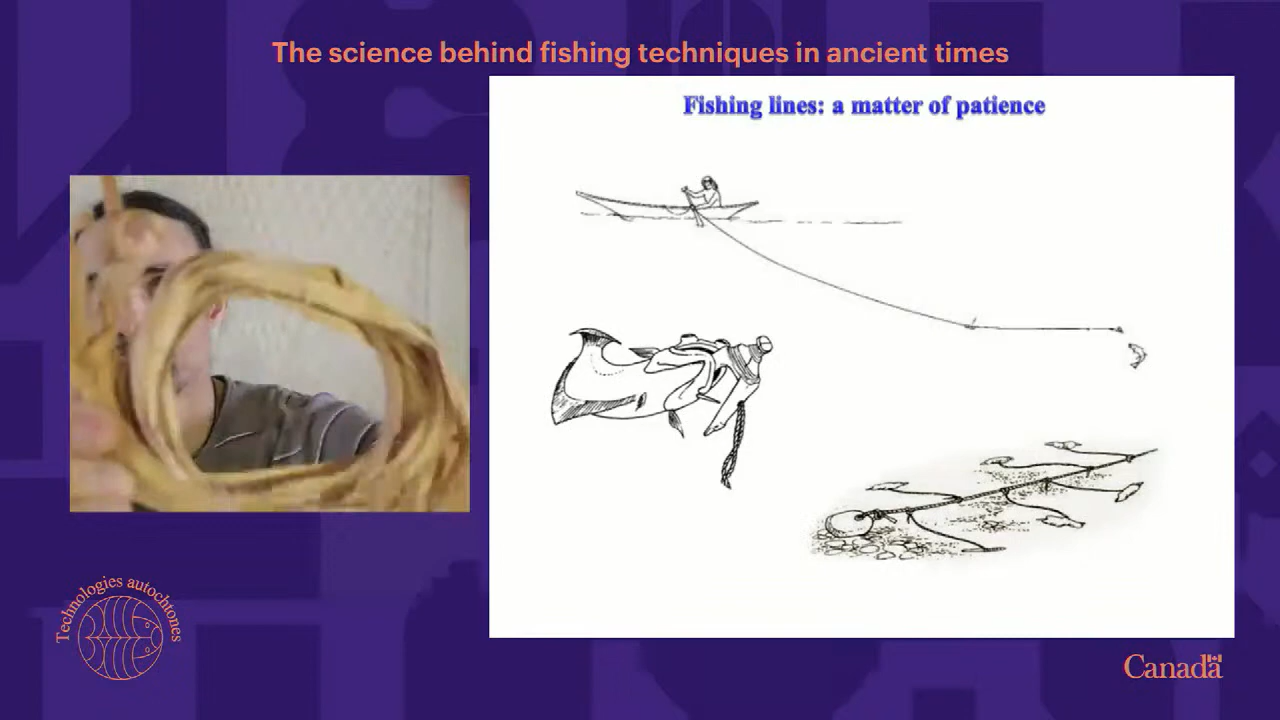 The science behind fishing techniques in ancient times
Fishing lines: a matter of patience
Technologies autochtones
Canada